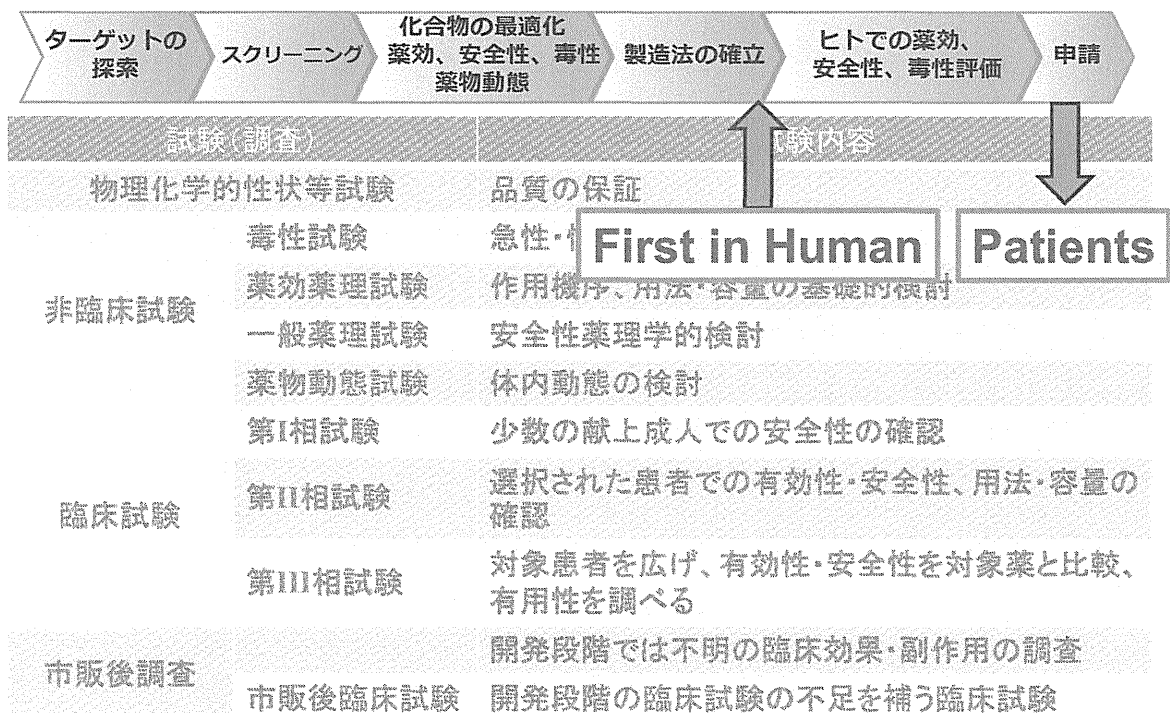 ターゲットの
探索
スクリーニング
化合物の最適化
薬効、安全性、毒性
薬物動態
製造法の確立
ヒトでの薬効、
安全性、毒性評価
申請
試験(調査)
験内容
物理化学的性状等試験
品質の保証
毒性試験
急性・
First in Human
Patients
非臨床試験
薬効薬理試験
作用機序、用法・容量の基礎的検討
一般薬理試験
安全性薬理学的検討
薬物動態試験
体内動態の検討
第I相試験
少数の献上成人での安全性の確認
臨床試験
第II相試験
選択された患者での有効性・安全性、用法・容量の
確認
第III相試験
対象患者を広げ、有効性・安全性を対象薬と比較、
有用性を調べる
市販後調査
開発段階では不明の臨床効果・副作用の調査
市販後臨床試験
開発段階の臨床試験の不足を補う臨床試験